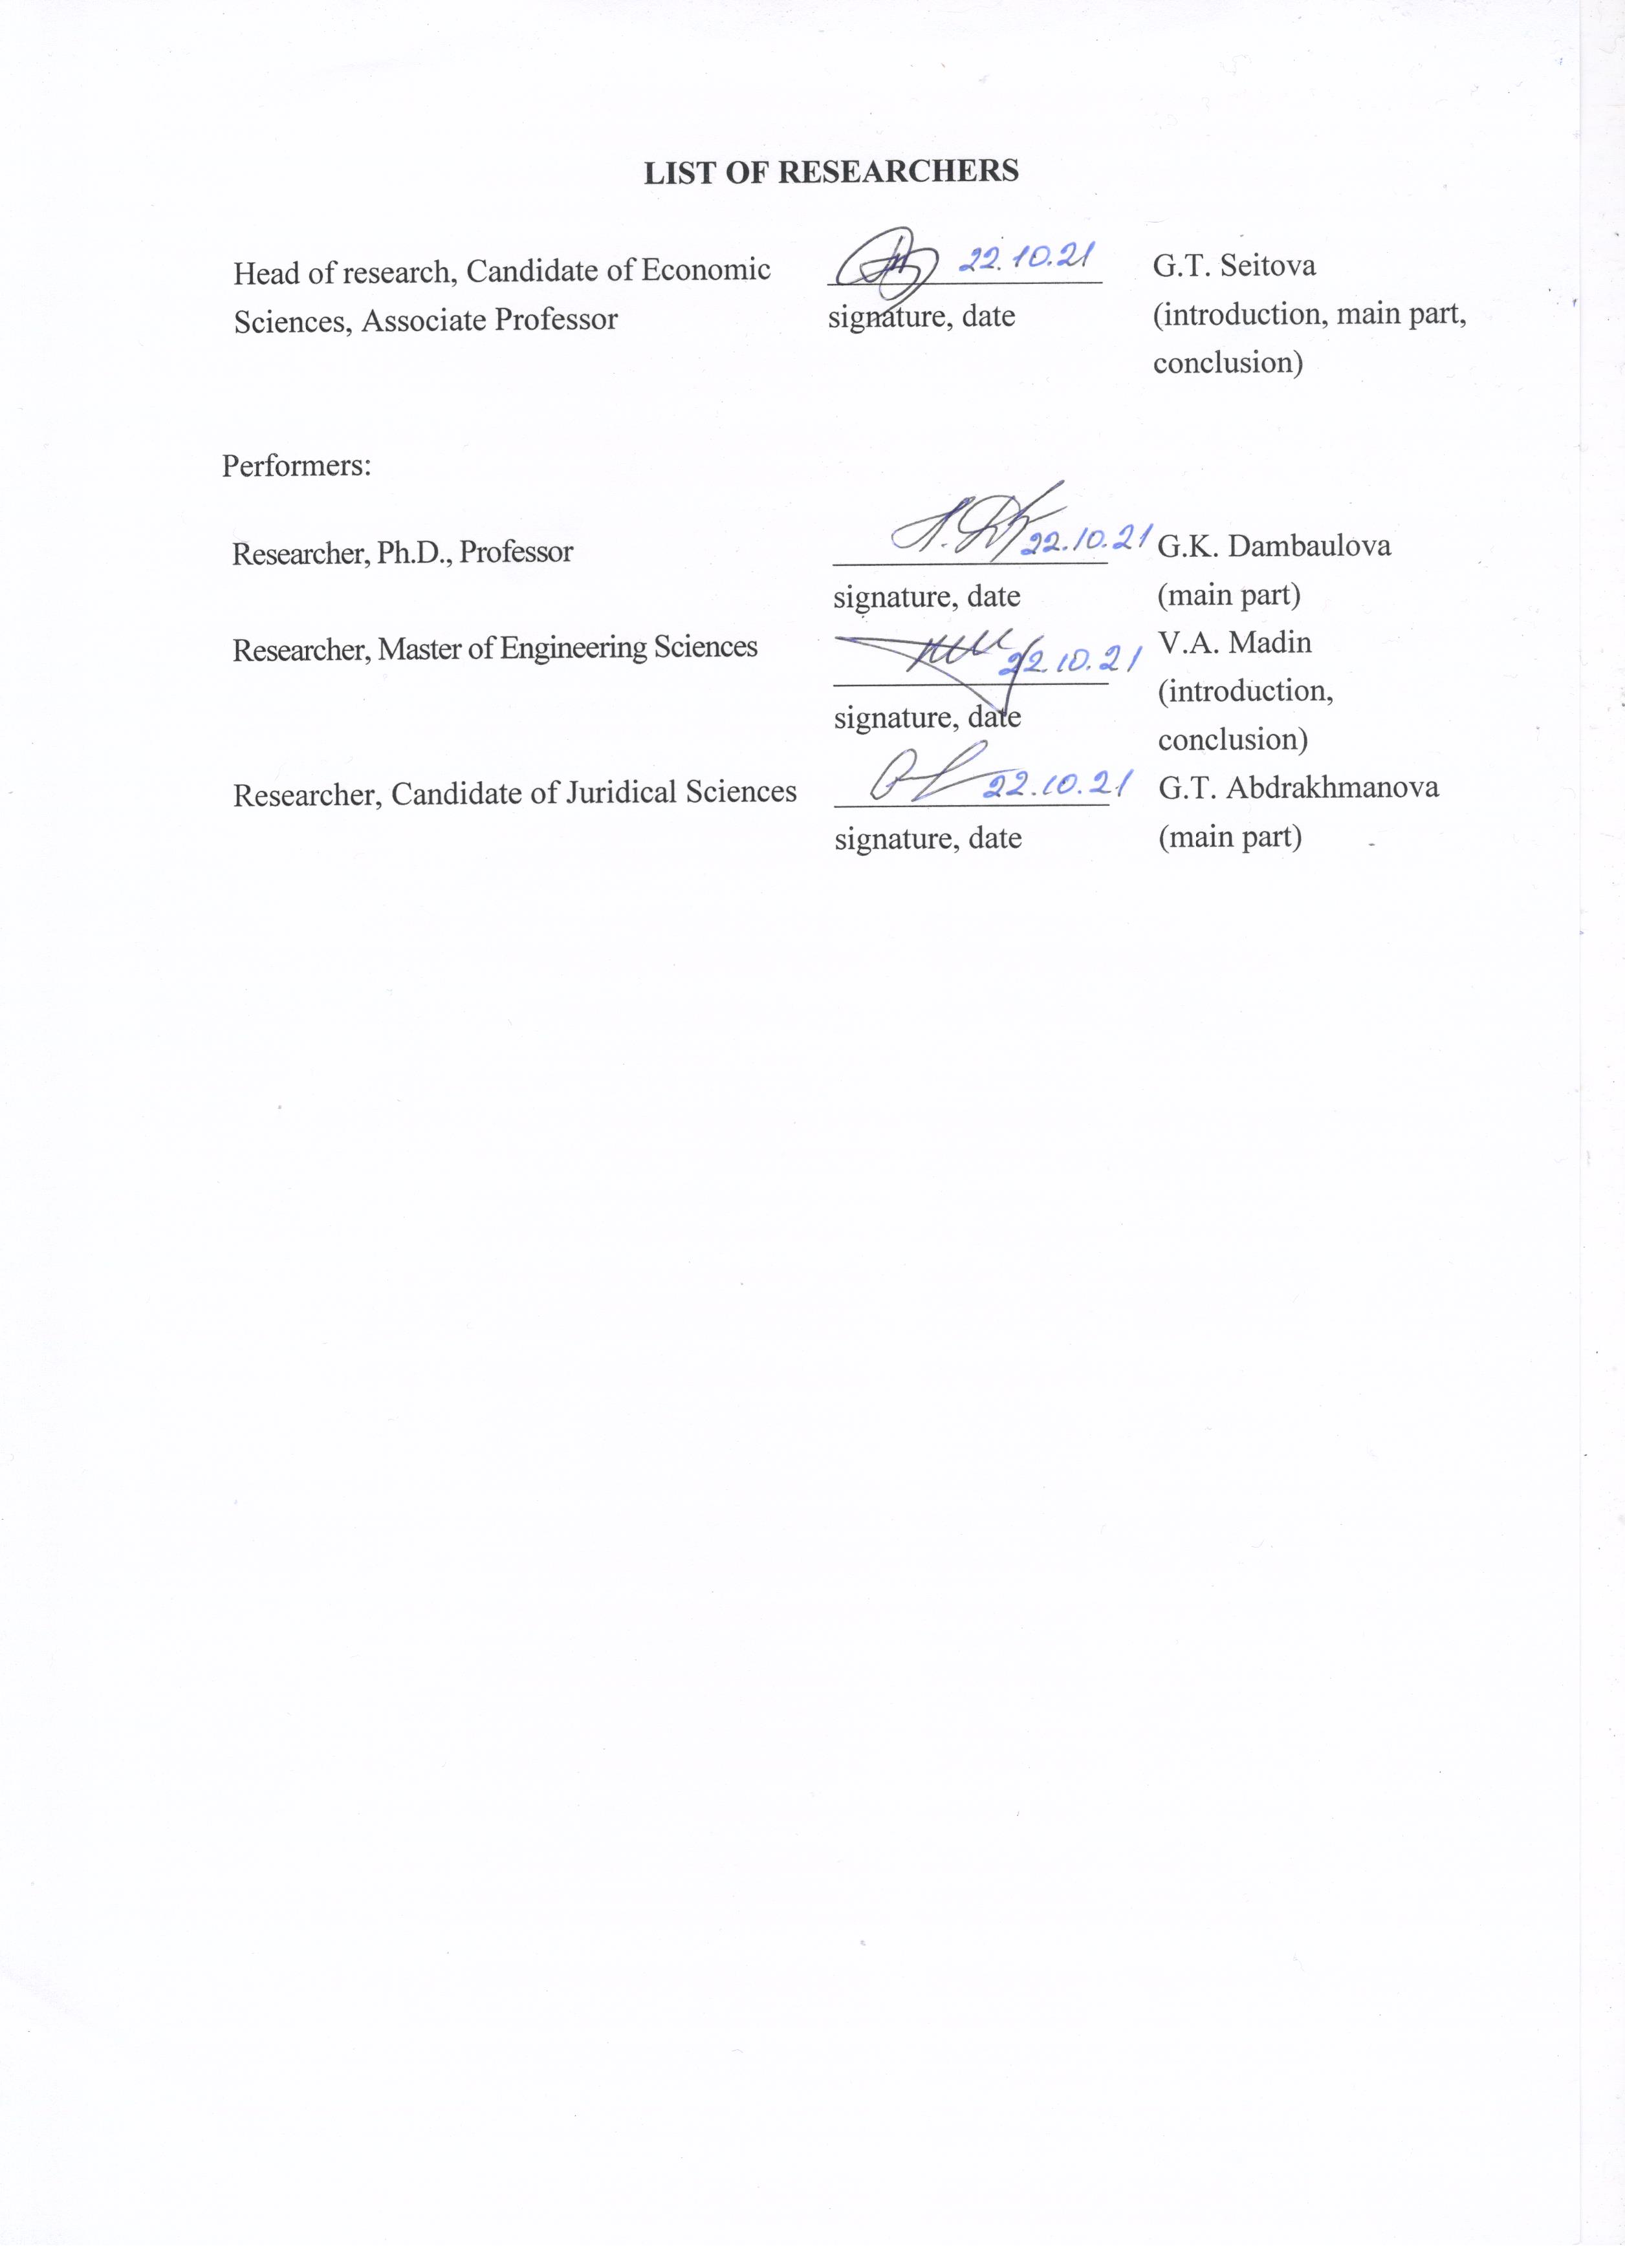 LIST OF RESEARCHERS
Head of research, Candidate of Economic
Sciences, Associate Professor
22.10.21
signature, date
G.T. Seitova
(introduction, main part,
conclusion)
Performers:
Researcher, Ph.D., Professor
22.10.21
signature, date
G.K. Dambaulova
(main part)
Researcher, Master of Engineering Sciences
22.10.21
signature, date
V.A. Madin
(introduction,
conclusion)
Researcher, Candidate of Juridical Sciences
22.10.21
signature, date
G.T. Abdrakhmanova
(main part)